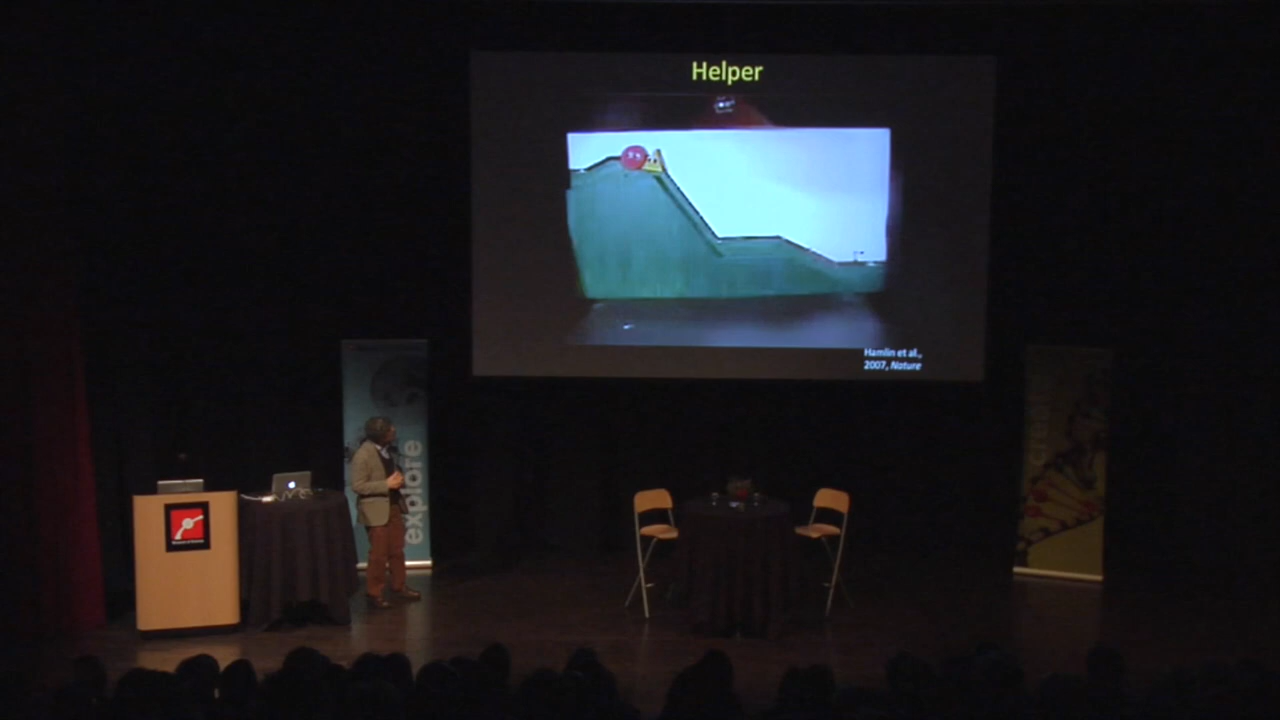 Helper
Hamlin et al.,
2007, Nature
explore